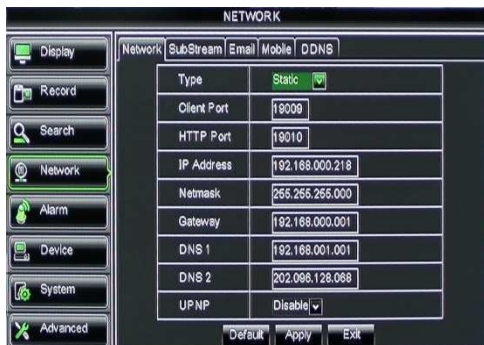 NETWORK
Display
Record
Search
Network
Alarm
Device
System
Advanced
Network SubStream Email Mobile DDNS
Type Static
Client Port 19009
HTTP Port 19010
IP Address 192.168.000.218
Netmask 255.255.255.000
Gateway 192.168.000.001
DNS 1 192.168.001.001
DNS 2 202.096.128.068
UPNP Disable
Default Apply Exit